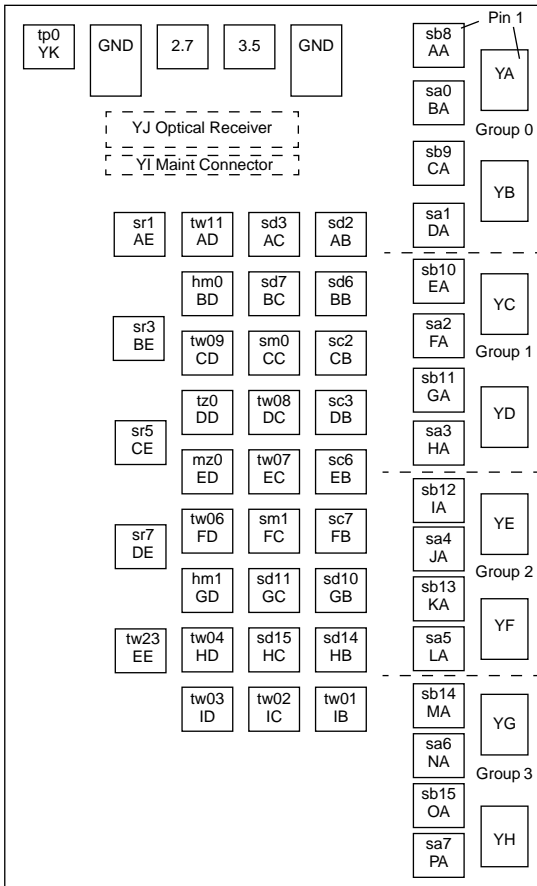 Pin 1
tp0
YK
GND
2.7
3.5
GND
YJ Optical Receiver
YI Maint Connector
sr1
AE
tw11
AD
sd3
AC
sd2
AB
hm0
BD
sd7
BC
sd6
BB
sr3
BE
tw09
CD
sm0
CC
sc2
CB
tz0
DD
tw08
DC
sc3
DB
sr5
CE
mz0
ED
tw07
EC
sc6
EB
sr7
DE
tw06
FD
sm1
FC
sc7
FB
hm1
GD
sd11
GC
sd10
GB
tw23
EE
tw04
HD
sd15
HC
sd14
HB
tw03
ID
tw02
IC
tw01
IB
sb8
AA
YA
sa0
BA
Group 0
sb9
CA
YB
sa1
DA
sb10
EA
YC
sa2
FA
Group 1
sb11
GA
YD
sa3
HA
sb12
IA
YE
sa4
JA
Group 2
sb13
KA
YF
sa5
LA
sb14
MA
YG
sa6
NA
Group 3
sb15
OA
YH
sa7
PA